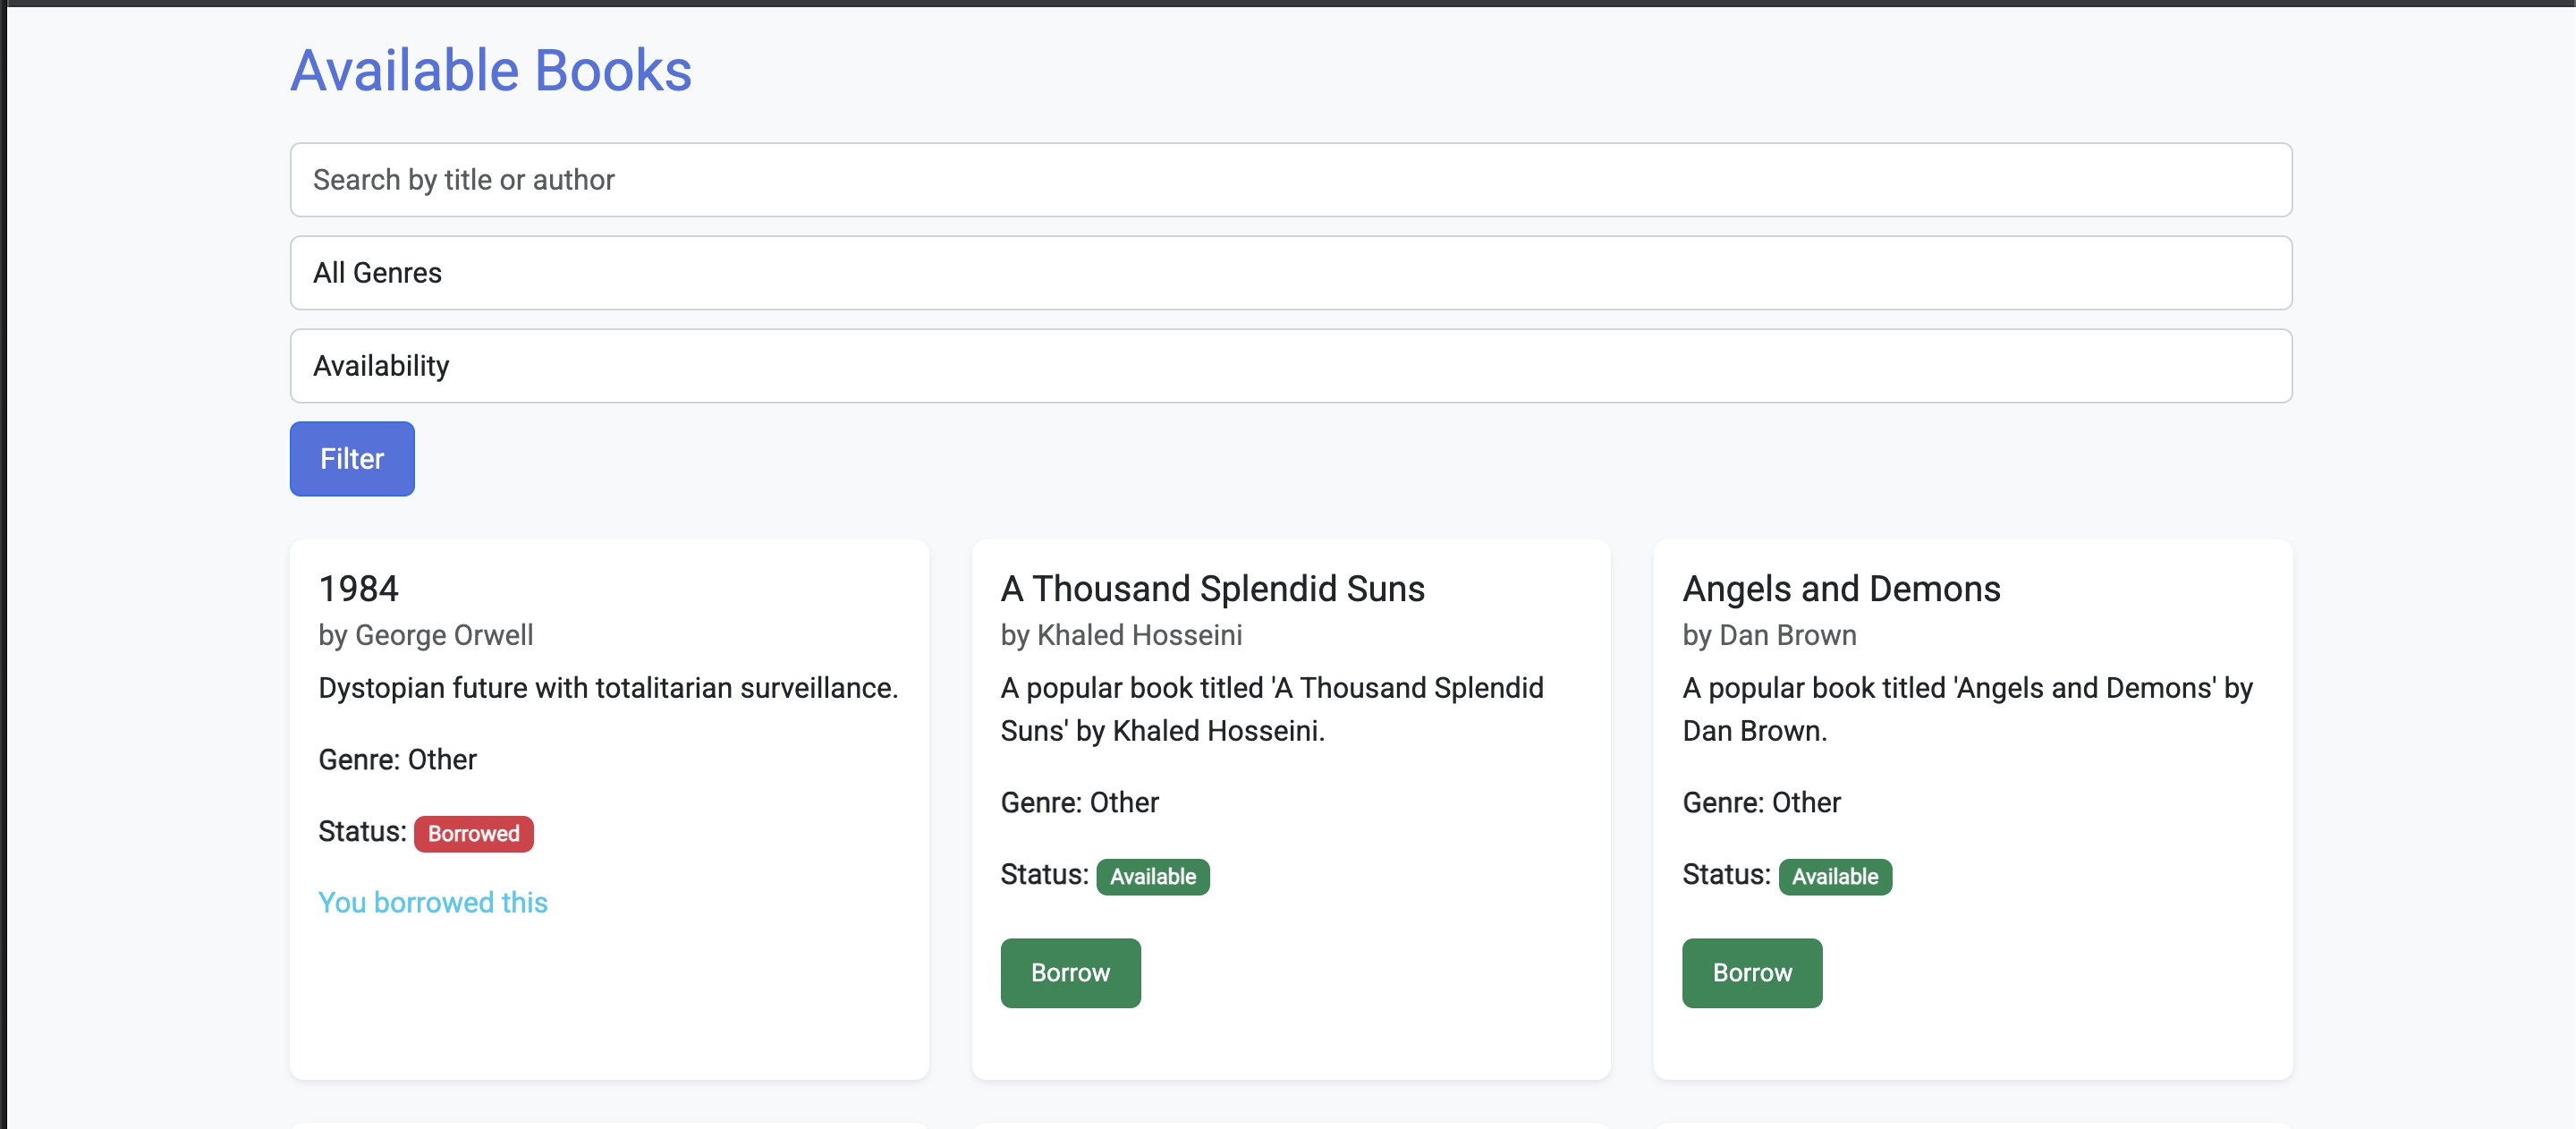 Available Books
Search by title or author
All Genres
Availability
Filter
1984
by George Orwell
Dystopian future with totalitarian surveillance.
Genre: Other
Status: Borrowed
You borrowed this
A Thousand Splendid Suns
by Khaled Hosseini
A popular book titled 'A Thousand Splendid
Suns' by Khaled Hosseini.
Genre: Other
Status: Available
Borrow
Angels and Demons
by Dan Brown
A popular book titled 'Angels and Demons' by
Dan Brown.
Genre: Other
Status: Available
Borrow